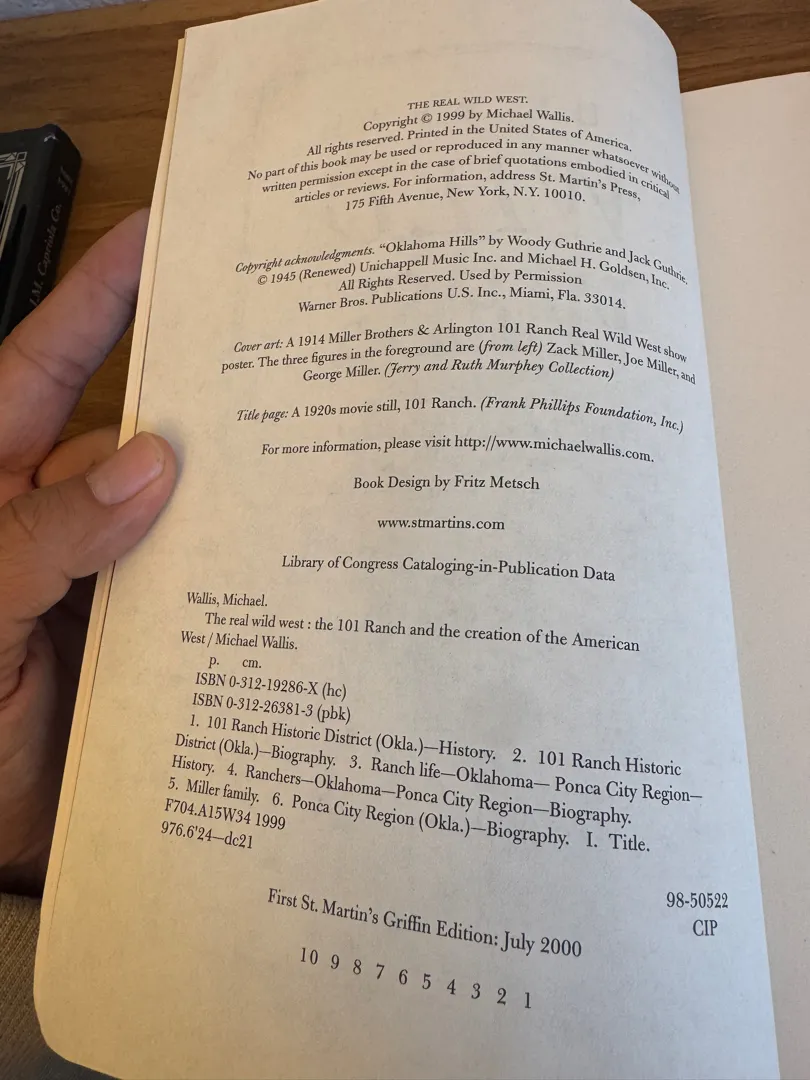 THE REAL WILD WEST.
Copyright © 1999 by Michael Wallis.
All rights reserved. Printed in the United States of America.
No part of this book may be used or reproduced in any manner whatsoever without
written permission except in the case of brief quotations embodied in critical
articles or reviews. For information, address St. Martin's Press,
175 Fifth Avenue, New York, N.Y. 10010.
Copyright acknowledgments. “Oklahoma Hills” by Woody Guthrie and Jack Guthrie.
© 1945 (Renewed) Unichappell Music Inc. and Michael H. Goldsen, Inc.
All Rights Reserved. Used by Permission
Warner Bros. Publications U.S. Inc., Miami, Fla. 33014.
Cover art: A 1914 Miller Brothers & Arlington 101 Ranch Real Wild West show
poster. The three figures in the foreground are (from left) Zack Miller, Joe Miller, and
George Miller. (Jerry and Ruth Murphey Collection)
Title page: A 1920s movie still, 101 Ranch. (Frank Phillips Foundation, Inc.)
For more information, please visit http://www.michaelwallis.com.
Book Design by Fritz Metsch
www.stmartins.com
Library of Congress Cataloging-in-Publication Data
Wallis, Michael.
The real wild west : the 101 Ranch and the creation of the American
West / Michael Wallis.
p. cm.
ISBN 0-312-19286-X (hc)
ISBN 0-312-26381-3 (pbk)
1. 101 Ranch Historic District (Okla.)—History. 2. 101 Ranch Historic
District (Okla.)—Biography. 3. Ranch life—Oklahoma— Ponca City Region—
History. 4. Ranchers—Oklahoma—Ponca City Region—Biography.
5. Miller family. 6. Ponca City Region (Okla.)—Biography. I. Title.
F704.A15W34 1999
976.6'24—dc21
98-50522
CIP
First St. Martin's Griffin Edition: July 2000
10 9 8 7 6 5 4 3 2 1